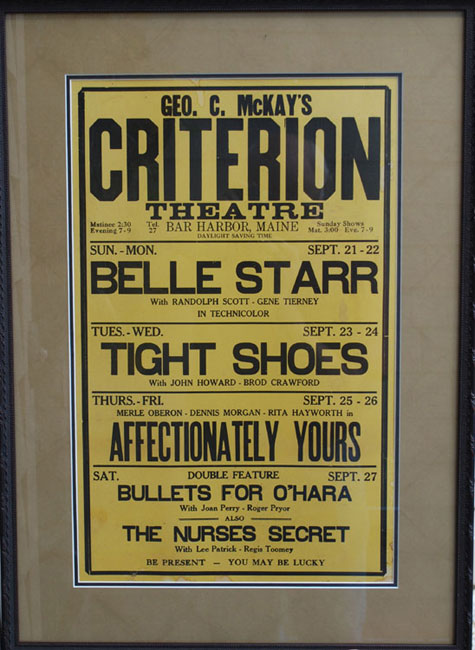 GEO. C. McKAY'S
CRITERION
THEATRE
Matinee 2:30 Tel. BAR HARBOR, MAINE Sunday Shows
Evening 7-9 27 DAYLIGHT SAVING TIME Mat. 3:00 Eve. 7-9
SUN. - MON. SEPT. 21 - 22
BELLE STARR
With RANDOLPH SCOTT - GENE TIERNEY
IN TECHNICOLOR
TUES. - WED. SEPT. 23 - 24
TIGHT SHOES
With JOHN HOWARD - BROD CRAWFORD
THURS. - FRI. SEPT. 25 - 26
MERLE OBERON - DENNIS MORGAN - RITA HAYWORTH in
AFFECTIONATELY YOURS
SAT. DOUBLE FEATURE SEPT. 27
BULLETS FOR O'HARA
With Joan Perry - Roger Pryor
ALSO
THE NURSES SECRET
With Lee Patrick - Regis Toomey
BE PRESENT — YOU MAY BE LUCKY